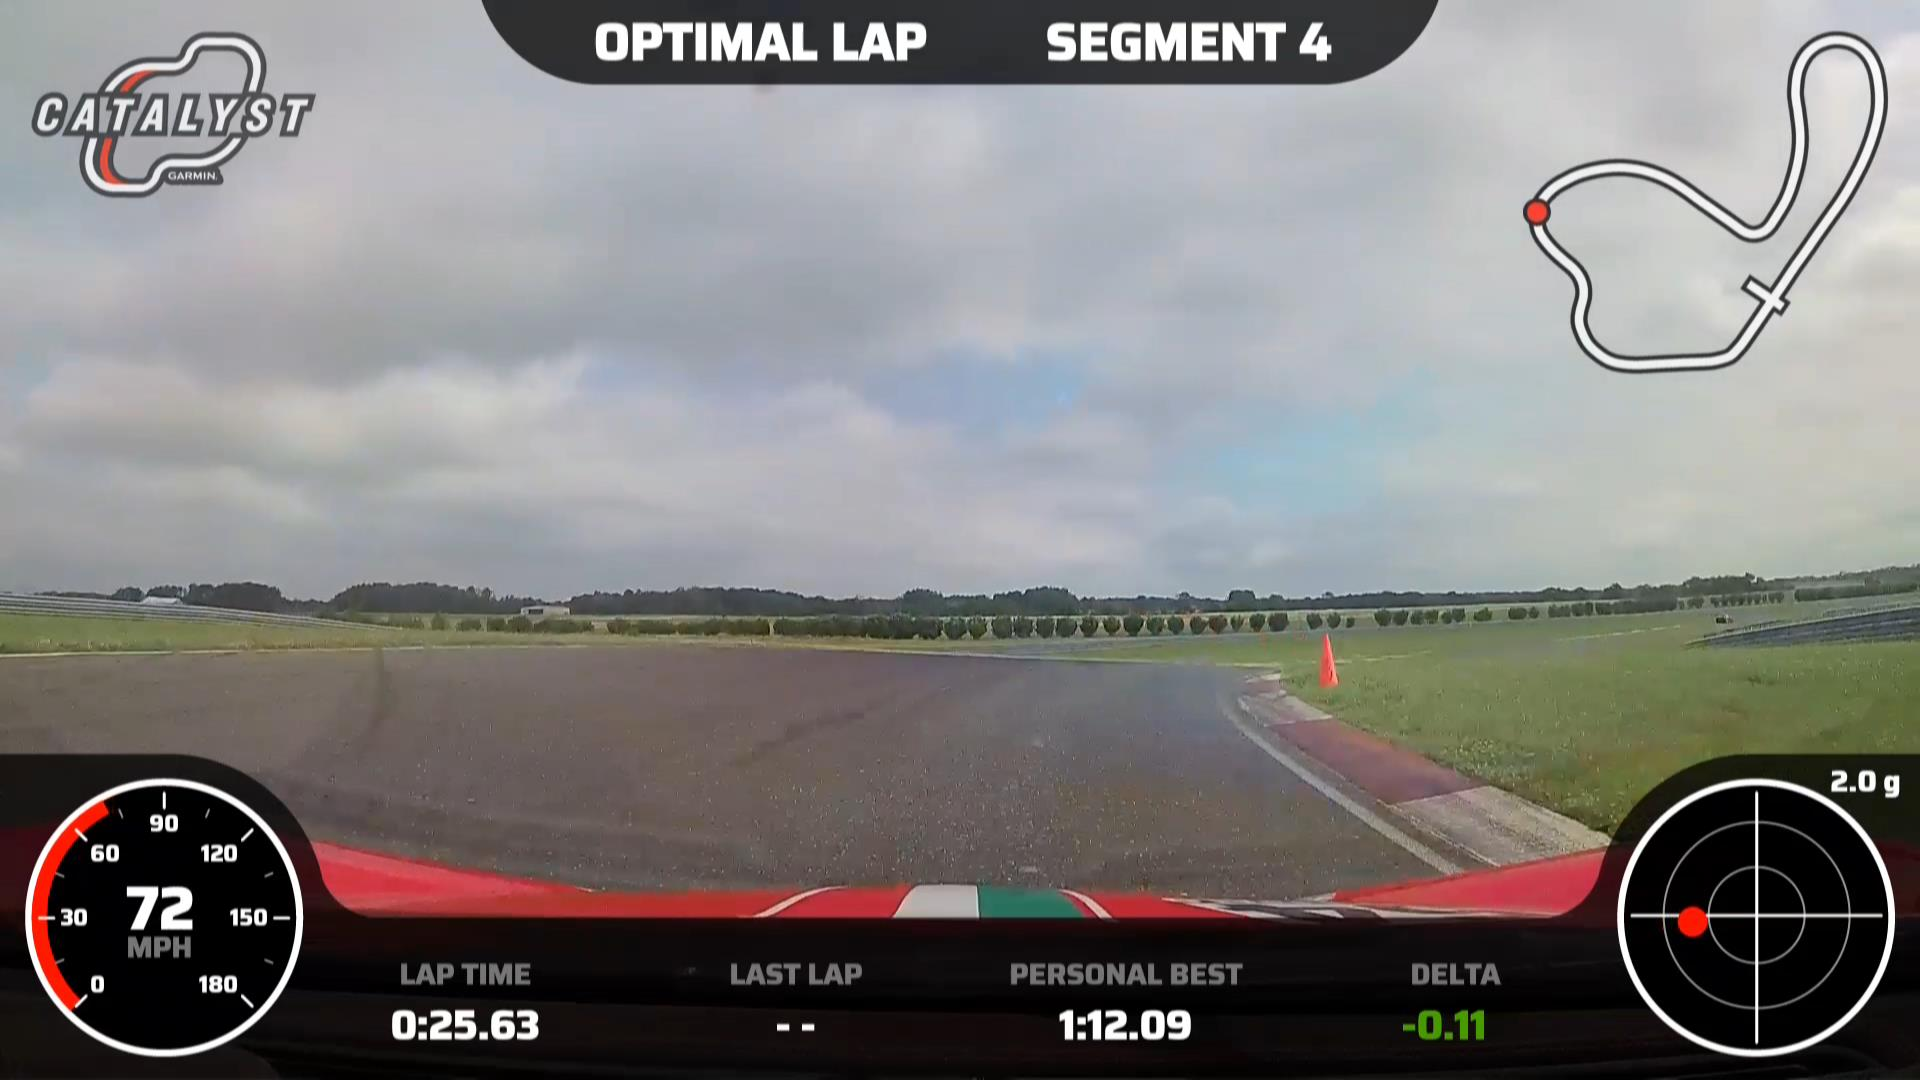 OPTIMAL LAP SEGMENT 4
CATALYST
GARMIN
2.0 g
90
60 120
72
30 150
MPH
0 180
LAP TIME LAST LAP PERSONAL BEST DELTA
0:25.63 -- 1:12.09 -0.11